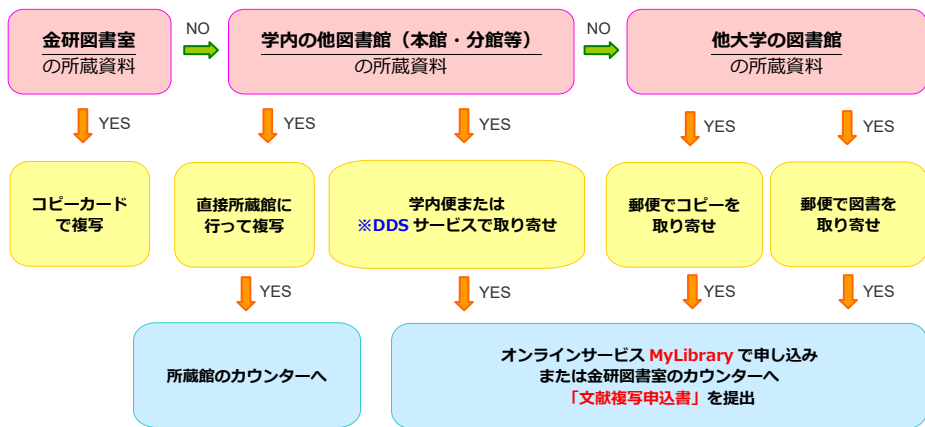 金研図書室
の所蔵資料
NO
学内の他図書館（本館・分館等）
の所蔵資料
NO
他大学の図書館
の所蔵資料
YES
YES
YES
YES
YES
コピーカード
で複写
直接所蔵館に
行って複写
学内便または
※DDS サービスで取り寄せ
郵便でコピーを
取り寄せ
郵便で図書を
取り寄せ
YES
YES
YES
YES
所蔵館のカウンターへ
オンラインサービス MyLibrary で申し込み
または金研図書室のカウンターへ
「文献複写申込書」を提出